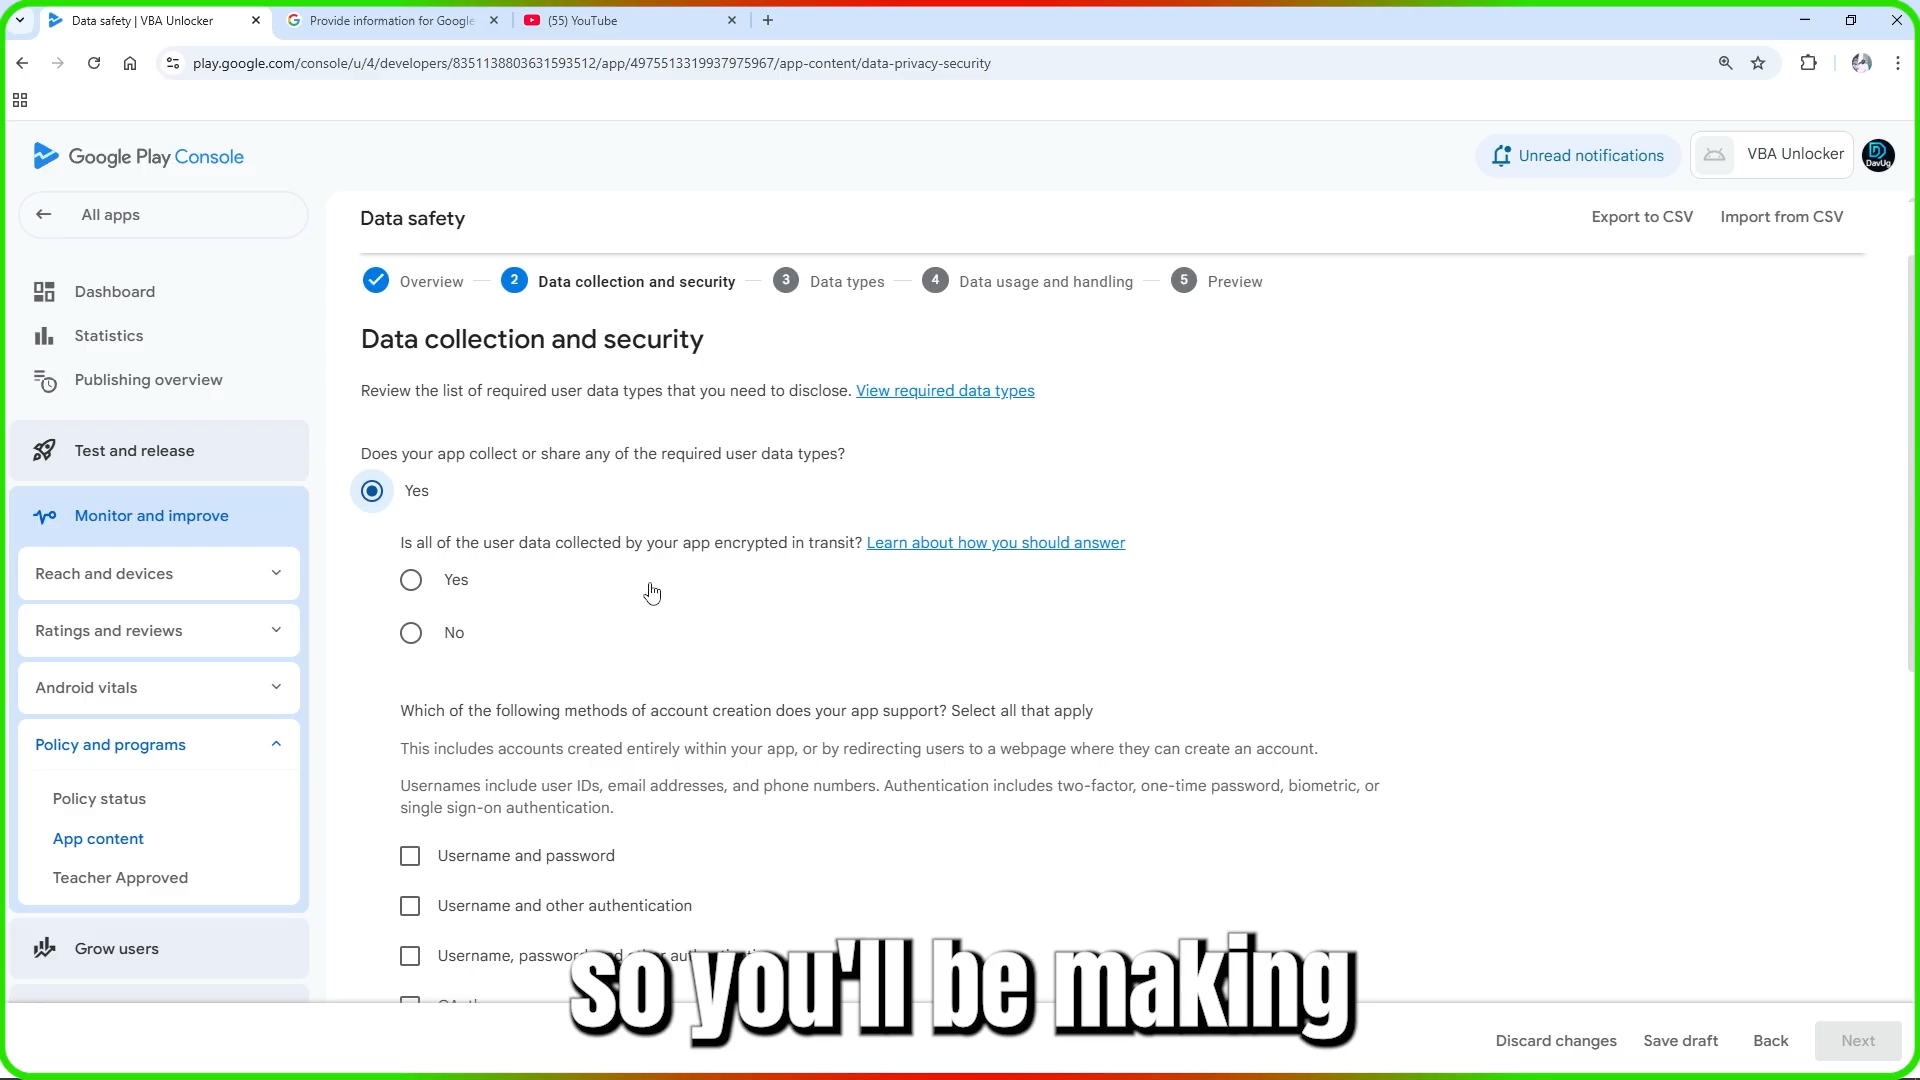 Data safety | VBA Unlocker
Provide information for Google
(55) YouTube
play.google.com/console/u/4/developers/8351138803631593512/app/4975513319937975967/app-content/data-privacy-security
Google Play Console
Unread notifications
VBA Unlocker
DavUg
All apps
Data safety
Export to CSV
Import from CSV
Overview
2 Data collection and security
3 Data types
4 Data usage and handling
5 Preview
Dashboard
Statistics
Publishing overview
Test and release
Monitor and improve
Reach and devices
Ratings and reviews
Android vitals
Policy and programs
Policy status
App content
Teacher Approved
Grow users
Data collection and security
Review the list of required user data types that you need to disclose. View required data types
Does your app collect or share any of the required user data types?
Yes
Is all of the user data collected by your app encrypted in transit? Learn about how you should answer
Yes
No
Which of the following methods of account creation does your app support? Select all that apply
This includes accounts created entirely within your app, or by redirecting users to a webpage where they can create an account.
Usernames include user IDs, email addresses, and phone numbers. Authentication includes two-factor, one-time password, biometric, or
single sign-on authentication.
Username and password
Username and other authentication
Username,
so you'll be making
Discard changes
Save draft
Back
Next